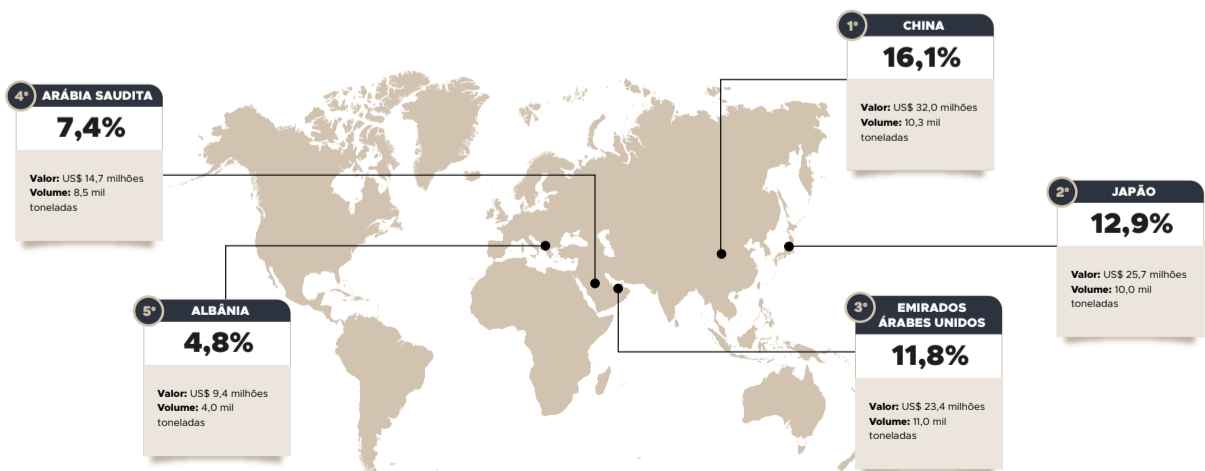 1º CHINA
16,1%
Valor: US$ 32,0 milhões
Volume: 10,3 mil
toneladas
2º JAPÃO
12,9%
Valor: US$ 25,7 milhões
Volume: 10,0 mil
toneladas
3º EMIRADOS
ÁRABES UNIDOS
11,8%
Valor: US$ 23,4 milhões
Volume: 11,0 mil
toneladas
4º ARÁBIA SAUDITA
7,4%
Valor: US$ 14,7 milhões
Volume: 8,5 mil
toneladas
5º ALBÂNIA
4,8%
Valor: US$ 9,4 milhões
Volume: 4,0 mil
toneladas